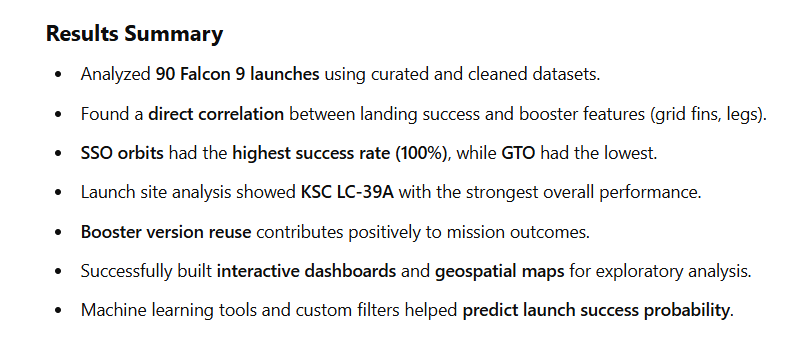 Results Summary
• Analyzed 90 Falcon 9 launches using curated and cleaned datasets.
• Found a direct correlation between landing success and booster features (grid fins, legs).
• SSO orbits had the highest success rate (100%), while GTO had the lowest.
• Launch site analysis showed KSC LC-39A with the strongest overall performance.
• Booster version reuse contributes positively to mission outcomes.
• Successfully built interactive dashboards and geospatial maps for exploratory analysis.
• Machine learning tools and custom filters helped predict launch success probability.